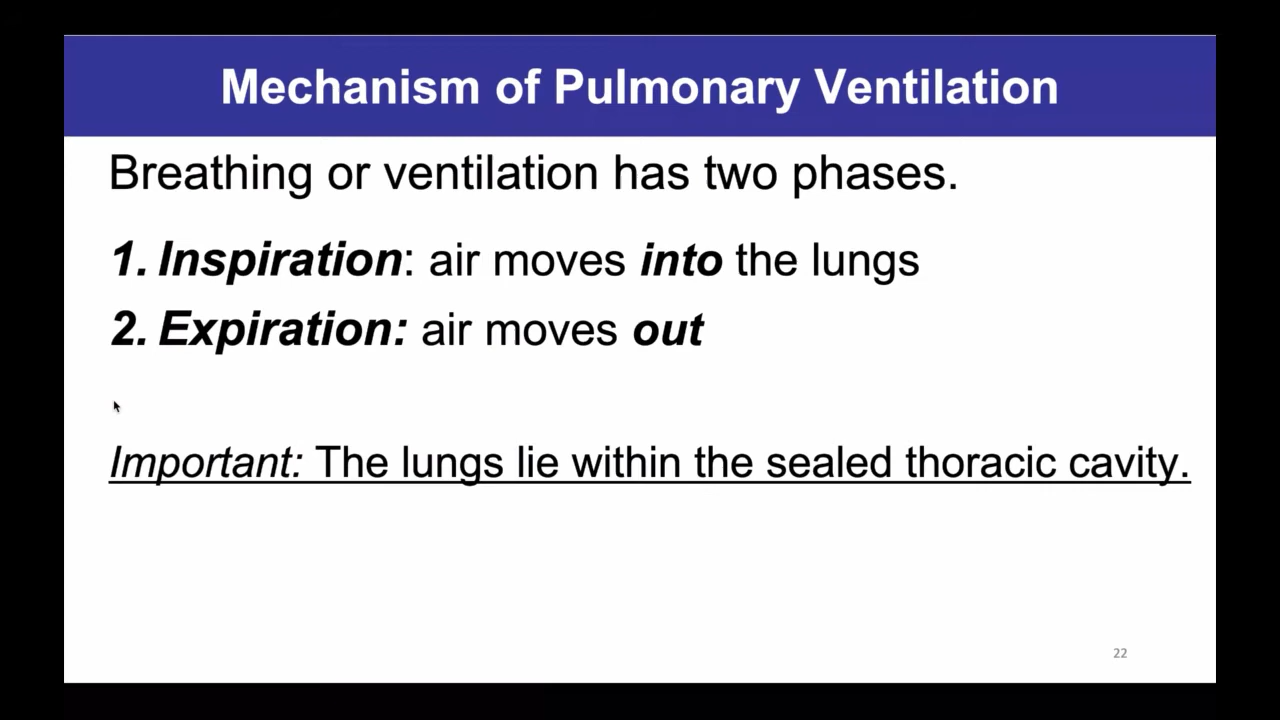 Mechanism of Pulmonary Ventilation
Breathing or ventilation has two phases.
1. Inspiration: air moves into the lungs
2. Expiration: air moves out
Important: The lungs lie within the sealed thoracic cavity.
22